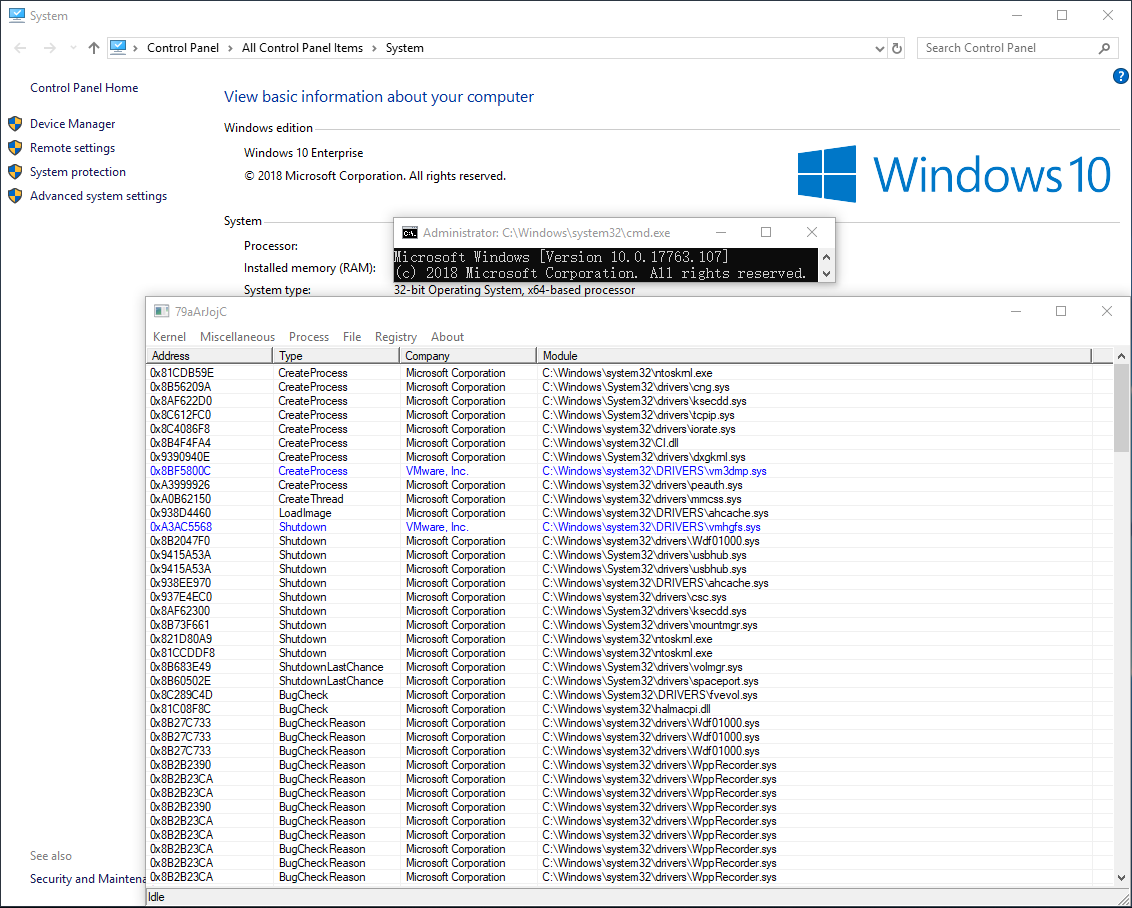 System
Control Panel › All Control Panel Items › System
Search Control Panel
?
Control Panel Home
Device Manager
Remote settings
System protection
Advanced system settings
View basic information about your computer
Windows edition
Windows 10 Enterprise
© 2018 Microsoft Corporation. All rights reserved.
Windows 10
System
Processor:
Installed memory (RAM):
System type:
32-bit Operating System, x64-based processor
Administrator: C:\Windows\system32\cmd.exe
Microsoft Windows [Version 10.0.17763.107]
(c) 2018 Microsoft Corporation. All rights reserved.
79aArJojC
Kernel Miscellaneous Process File Registry About
Address Type Company Module
0x81CDB59E CreateProcess Microsoft Corporation C:\Windows\system32\ntoskrnl.exe
0x8B56209A CreateProcess Microsoft Corporation C:\Windows\System32\drivers\cng.sys
0x8AF622D0 CreateProcess Microsoft Corporation C:\Windows\System32\drivers\ksecdd.sys
0x8C612FC0 CreateProcess Microsoft Corporation C:\Windows\System32\drivers\tcpip.sys
0x8C4086F8 CreateProcess Microsoft Corporation C:\Windows\system32\drivers\iorate.sys
0x8B4F4FA4 CreateProcess Microsoft Corporation C:\Windows\system32\CI.dll
0x9390940E CreateProcess Microsoft Corporation C:\Windows\System32\drivers\dxgkrnl.sys
0x8BF5800C CreateProcess VMware, Inc. C:\Windows\system32\DRIVERS\vm3dmp.sys
0xA3999926 CreateProcess Microsoft Corporation C:\Windows\system32\drivers\peauth.sys
0xA0B62150 CreateThread Microsoft Corporation C:\Windows\system32\drivers\mmcss.sys
0x938D4460 LoadImage Microsoft Corporation C:\Windows\system32\DRIVERS\ahcache.sys
0xA3AC5568 Shutdown VMware, Inc. C:\Windows\system32\DRIVERS\vmhgfs.sys
0x8B2047F0 Shutdown Microsoft Corporation C:\Windows\system32\drivers\Wdf01000.sys
0x9415A53A Shutdown Microsoft Corporation C:\Windows\System32\drivers\usbhub.sys
0x9415A53A Shutdown Microsoft Corporation C:\Windows\System32\drivers\usbhub.sys
0x938EE970 Shutdown Microsoft Corporation C:\Windows\system32\DRIVERS\ahcache.sys
0x937E4EC0 Shutdown Microsoft Corporation C:\Windows\system32\drivers\csc.sys
0x8AF62300 Shutdown Microsoft Corporation C:\Windows\System32\drivers\ksecdd.sys
0x8B73F661 Shutdown Microsoft Corporation C:\Windows\System32\drivers\mountmgr.sys
0x821D80A9 Shutdown Microsoft Corporation C:\Windows\system32\ntoskrnl.exe
0x81CCDDF8 Shutdown Microsoft Corporation C:\Windows\system32\ntoskrnl.exe
0x8B683E49 ShutdownLastChance Microsoft Corporation C:\Windows\System32\drivers\volmgr.sys
0x8B60502E ShutdownLastChance Microsoft Corporation C:\Windows\System32\drivers\spaceport.sys
0x8C289C4D BugCheck Microsoft Corporation C:\Windows\System32\DRIVERS\fvevol.sys
0x81C08F8C BugCheck Microsoft Corporation C:\Windows\system32\halmacpi.dll
0x8B27C733 BugCheckReason Microsoft Corporation C:\Windows\system32\drivers\Wdf01000.sys
0x8B27C733 BugCheckReason Microsoft Corporation C:\Windows\system32\drivers\Wdf01000.sys
0x8B27C733 BugCheckReason Microsoft Corporation C:\Windows\system32\drivers\Wdf01000.sys
0x8B2B2390 BugCheckReason Microsoft Corporation C:\Windows\system32\drivers\WppRecorder.sys
0x8B2B23CA BugCheckReason Microsoft Corporation C:\Windows\system32\drivers\WppRecorder.sys
0x8B2B23CA BugCheckReason Microsoft Corporation C:\Windows\system32\drivers\WppRecorder.sys
0x8B2B2390 BugCheckReason Microsoft Corporation C:\Windows\system32\drivers\WppRecorder.sys
0x8B2B23CA BugCheckReason Microsoft Corporation C:\Windows\system32\drivers\WppRecorder.sys
0x8B2B23CA BugCheckReason Microsoft Corporation C:\Windows\system32\drivers\WppRecorder.sys
0x8B2B23CA BugCheckReason Microsoft Corporation C:\Windows\system32\drivers\WppRecorder.sys
0x8B2B23CA BugCheckReason Microsoft Corporation C:\Windows\system32\drivers\WppRecorder.sys
0x8B2B23CA BugCheckReason Microsoft Corporation C:\Windows\system32\drivers\WppRecorder.sys
See also
Security and Maintena
Idle